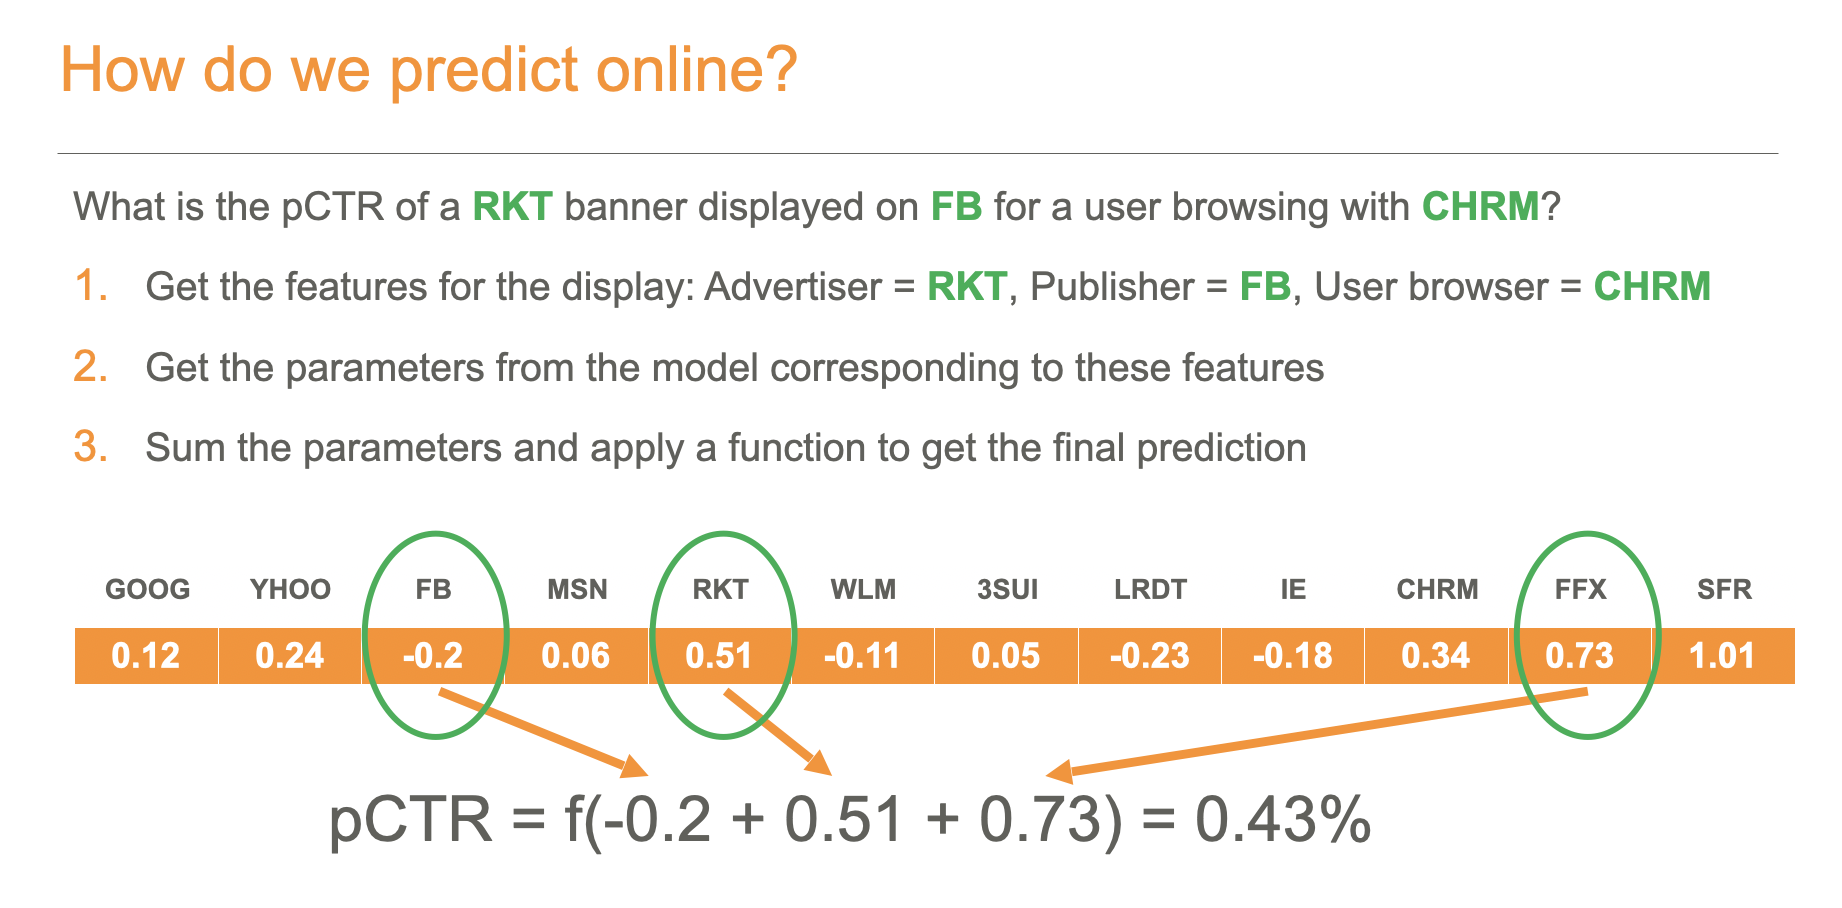 How do we predict online?
What is the pCTR of a RKT banner displayed on FB for a user browsing with CHRM?
1. Get the features for the display: Advertiser = RKT, Publisher = FB, User browser = CHRM
2. Get the parameters from the model corresponding to these features
3. Sum the parameters and apply a function to get the final prediction
GOOG YHOO FB MSN RKT WLM 3SUI LRDT IE CHRM FFX SFR
0.12 0.24 -0.2 0.06 0.51 -0.11 0.05 -0.23 -0.18 0.34 0.73 1.01
pCTR = f(-0.2 + 0.51 + 0.73) = 0.43%